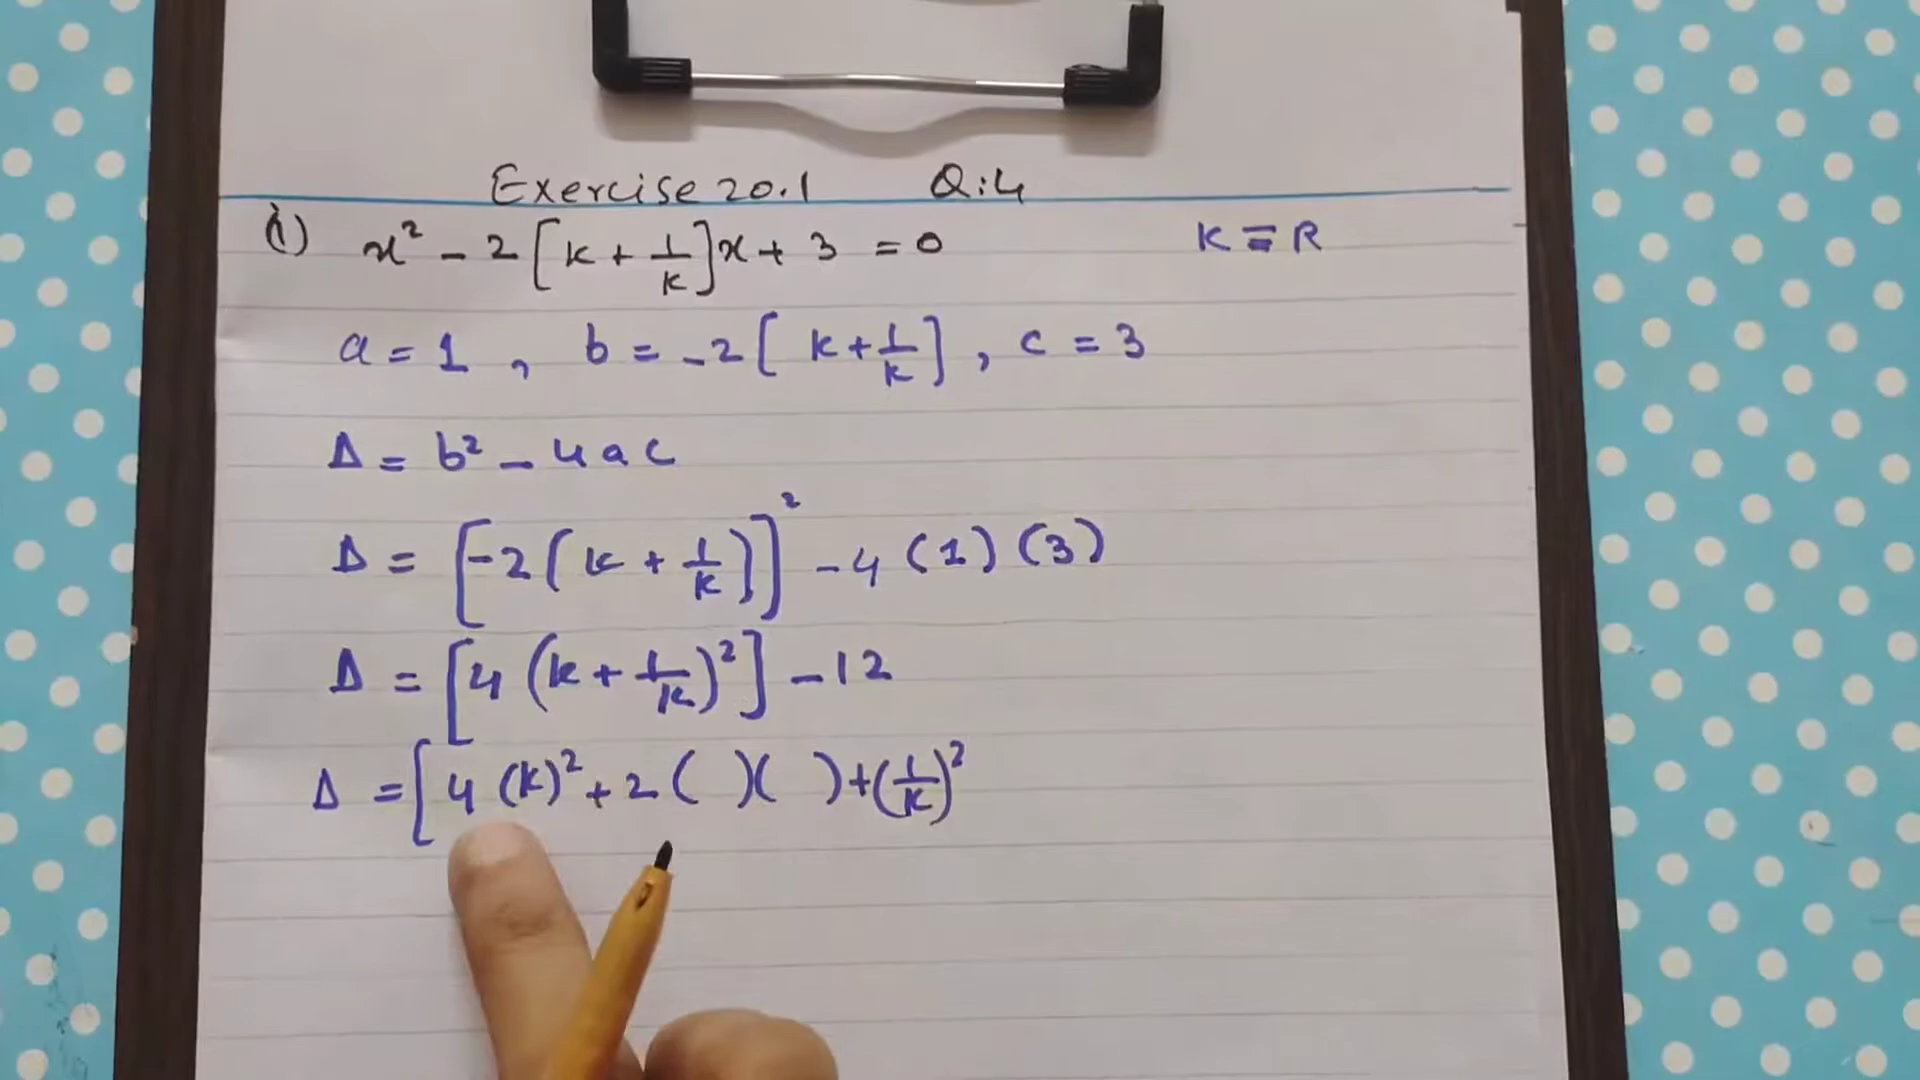 Exercise 20.1 Q:4
(i) x² - 2[k + 1/k]x + 3 = 0 K = R
a = 1 , b = -2[k + 1/k] , c = 3
Δ = b² - 4ac
Δ = [-2(k + 1/k)]² - 4(1)(3)
Δ = [4(k + 1/k)²] - 12
Δ = [4(k)² + 2( )( ) + (1/k)²